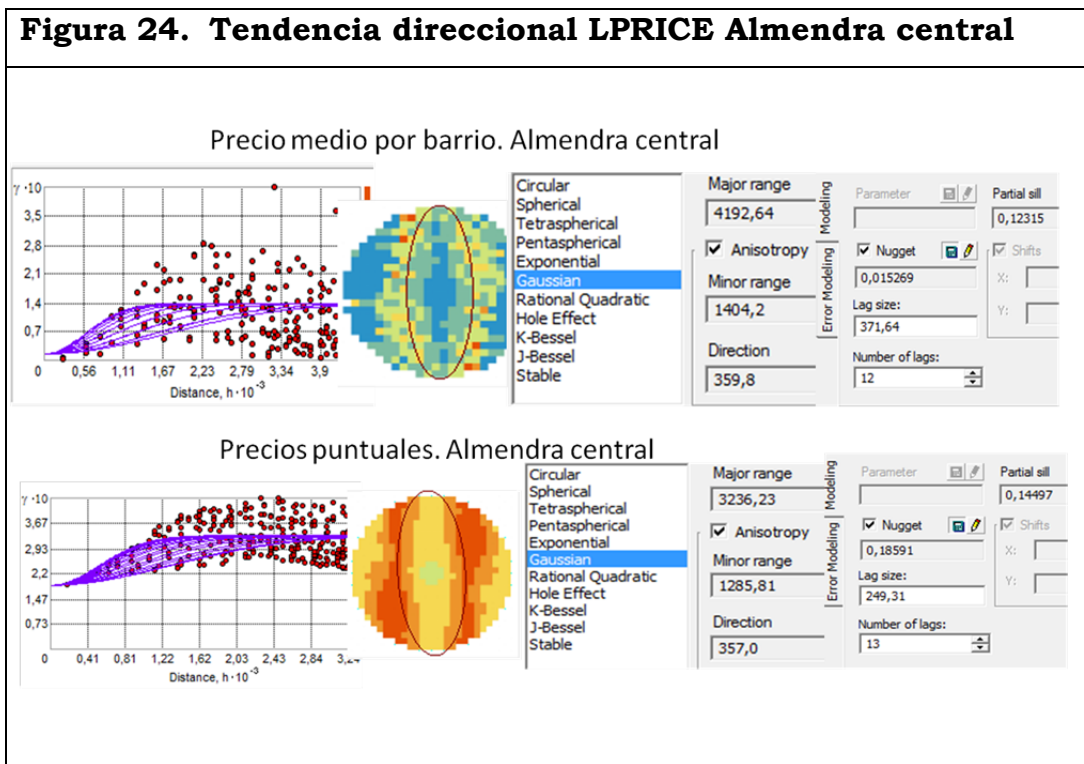 Figura 24. Tendencia direccional LPRICE Almendra central
Precio medio por barrio. Almendra central
γ·10
3,5
2,8
2,1
1,4
0,7
0 0,56 1,11 1,67 2,23 2,79 3,34 3,9
Distance, h·10⁻³
Circular
Spherical
Tetraspherical
Pentaspherical
Exponential
Gaussian
Rational Quadratic
Hole Effect
K-Bessel
J-Bessel
Stable
Major range
4192,64
Anisotropy
Minor range
1404,2
Direction
359,8
Modeling
Error Modeling
Parameter
Partial sill
0,12315
Nugget
Shifts
0,015269
X:
Lag size:
Y:
371,64
Number of lags:
12
Precios puntuales. Almendra central
γ·10
3,67
2,93
2,2
1,47
0,73
0 0,41 0,81 1,22 1,62 2,03 2,43 2,84
Distance, h·10⁻³
Circular
Spherical
Tetraspherical
Pentaspherical
Exponential
Gaussian
Rational Quadratic
Hole Effect
K-Bessel
J-Bessel
Stable
Major range
3236,23
Anisotropy
Minor range
1285,81
Direction
357,0
Modeling
Error Modeling
Parameter
Partial sill
0,14497
Nugget
Shifts
0,18591
X:
Lag size:
Y:
249,31
Number of lags:
13